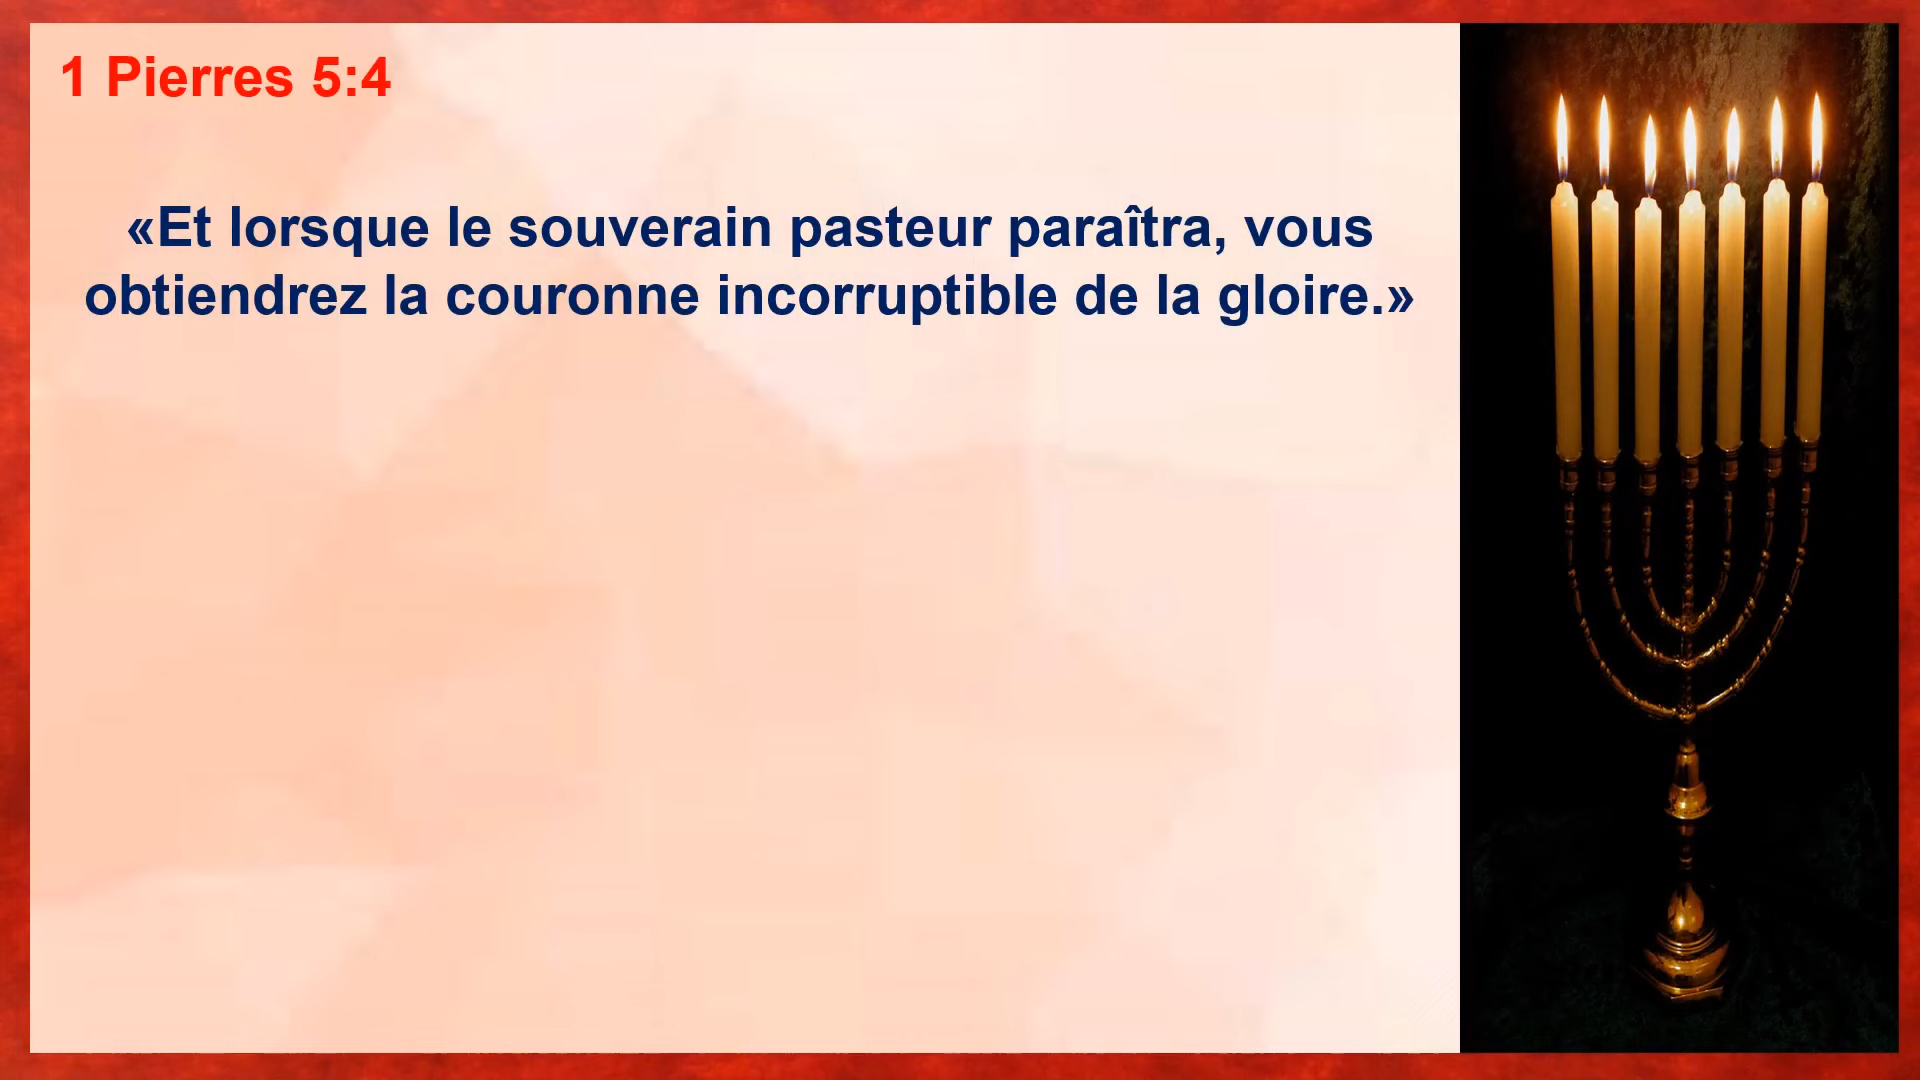 1 Pierres 5:4
«Et lorsque le souverain pasteur paraîtra, vous
obtiendrez la couronne incorruptible de la gloire.»